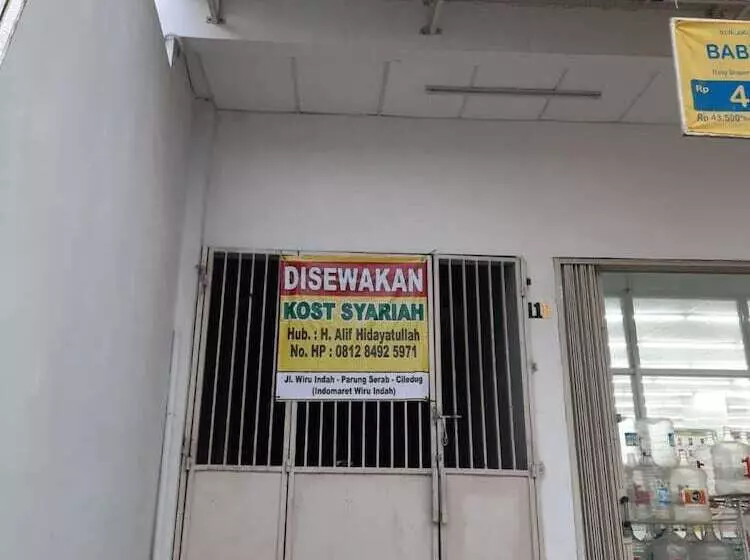 DISEWAKAN
KOST SYARIAH
Hub. : H. Alif Hidayatullah
No. HP : 0812 8492 5971
Jl. Wiru Indah - Parung Serab - Ciledug
(Indomaret Wiru Indah)
BAB
Rp 4
Rp 43.500